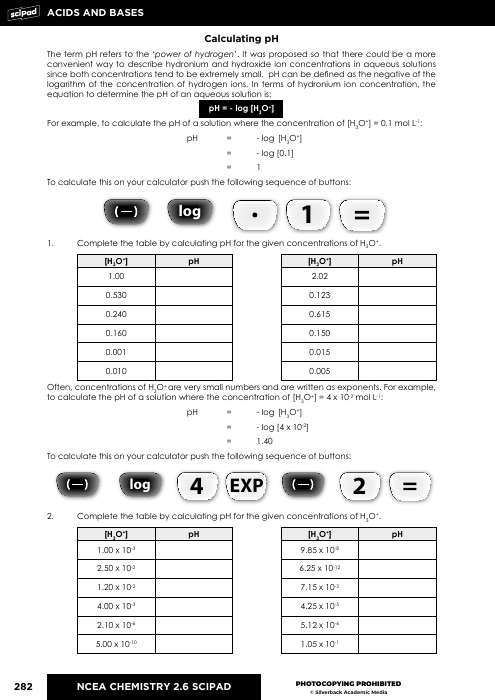 scipad ACIDS AND BASES
Calculating pH
The term pH refers to the ‘power of hydrogen’. It was proposed so that there could be a more
convenient way to describe hydronium and hydroxide ion concentrations in aqueous solutions
since both concentrations tend to be extremely small. pH can be defined as the negative of the
logarithm of the concentration of hydrogen ions. In terms of hydronium ion concentration, the
equation to determine the pH of an aqueous solution is:
pH = - log [H₃O⁺]
For example, to calculate the pH of a solution where the concentration of [H₃O⁺] = 0.1 mol L⁻¹:
pH = - log [H₃O⁺]
= - log [0.1]
= 1
To calculate this on your calculator push the following sequence of buttons:
(—) log • 1 =
1. Complete the table by calculating pH for the given concentrations of H₃O⁺.
[H₃O⁺] pH [H₃O⁺] pH
1.00 2.02
0.530 0.123
0.240 0.615
0.160 0.150
0.001 0.015
0.010 0.005
Often, concentrations of H₃O⁺ are very small numbers and are written as exponents. For example,
to calculate the pH of a solution where the concentration of [H₃O⁺] = 4 x 10⁻² mol L⁻¹:
pH = - log [H₃O⁺]
= - log [4 x 10⁻²]
= 1.40
To calculate this on your calculator push the following sequence of buttons:
(—) log 4 EXP (—) 2 =
2. Complete the table by calculating pH for the given concentrations of H₃O⁺.
[H₃O⁺] pH [H₃O⁺] pH
1.00 x 10⁻³ 9.85 x 10⁻⁸
2.50 x 10⁻² 6.25 x 10⁻¹²
1.20 x 10⁻² 7.15 x 10⁻³
4.00 x 10⁻³ 4.25 x 10⁻⁵
2.10 x 10⁻⁶ 5.12 x 10⁻⁴
5.00 x 10⁻¹⁰ 1.05 x 10⁻¹
282 NCEA CHEMISTRY 2.6 SCIPAD PHOTOCOPYING PROHIBITED
© Silverback Academic Media